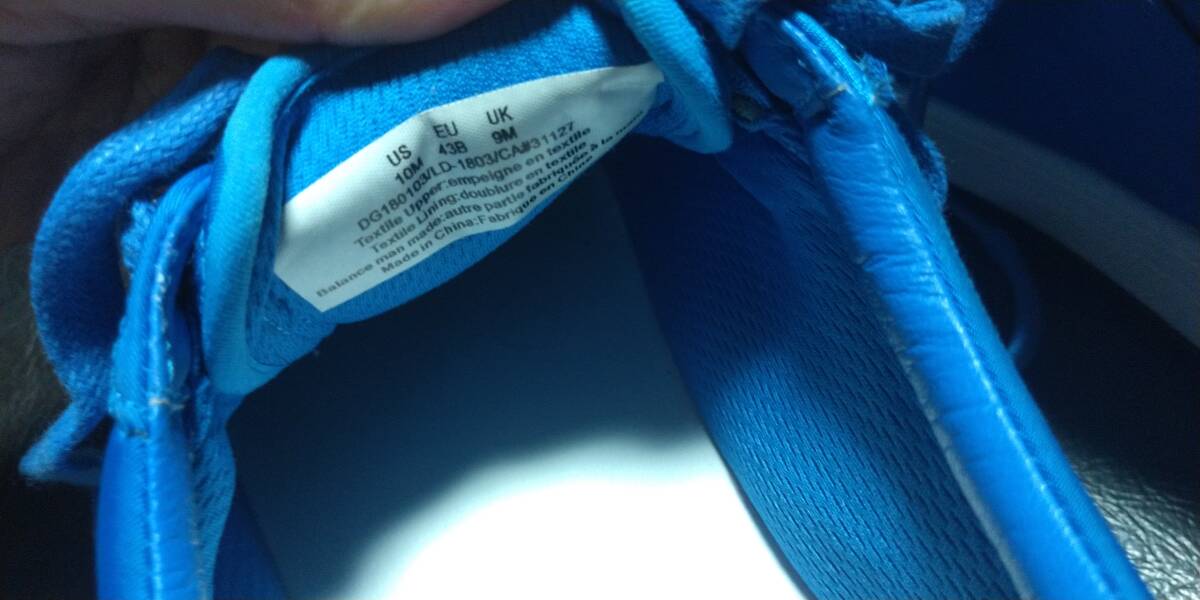 US EU UK
10M 43B 9M
DG180103/LD-1803/CA#31127
Textile Upper:empeigne en textile
Textile Lining:doublure en textile
Balance man made:autre partie fabriquée à la main
Made in China:Fabriqué en Chine